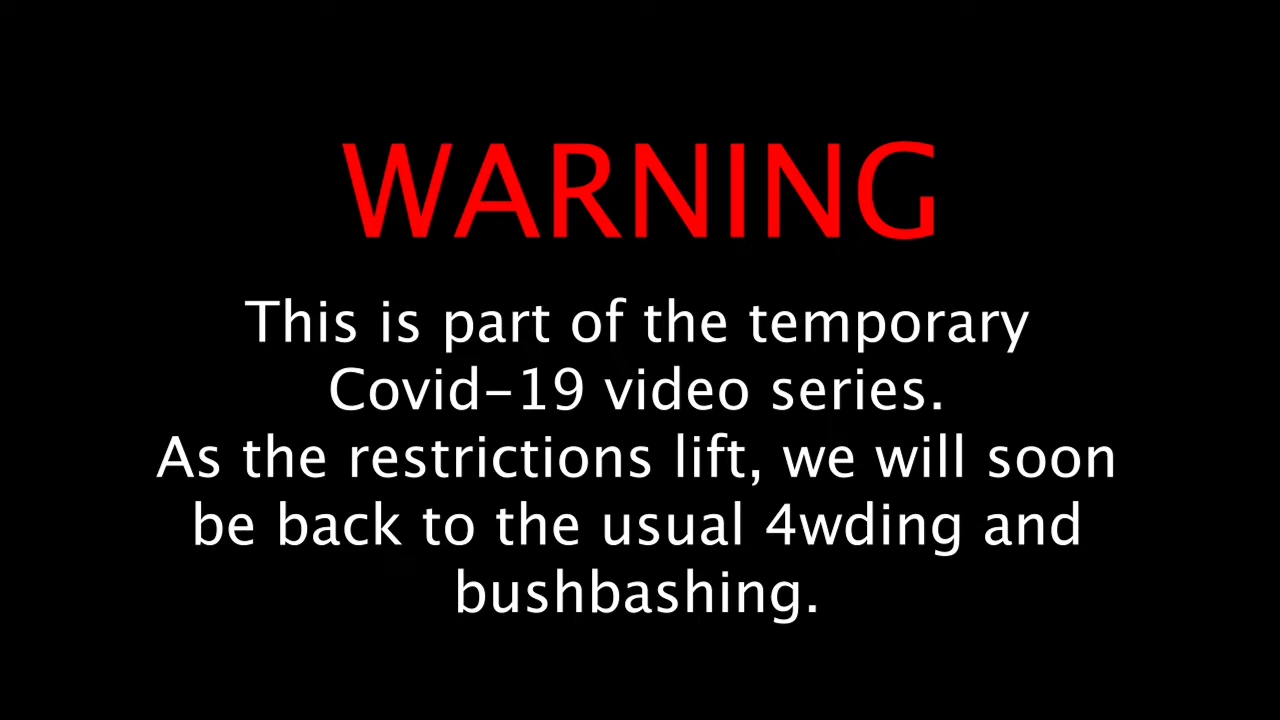 WARNING
This is part of the temporary
Covid-19 video series.
As the restrictions lift, we will soon
be back to the usual 4wding and
bushbashing.